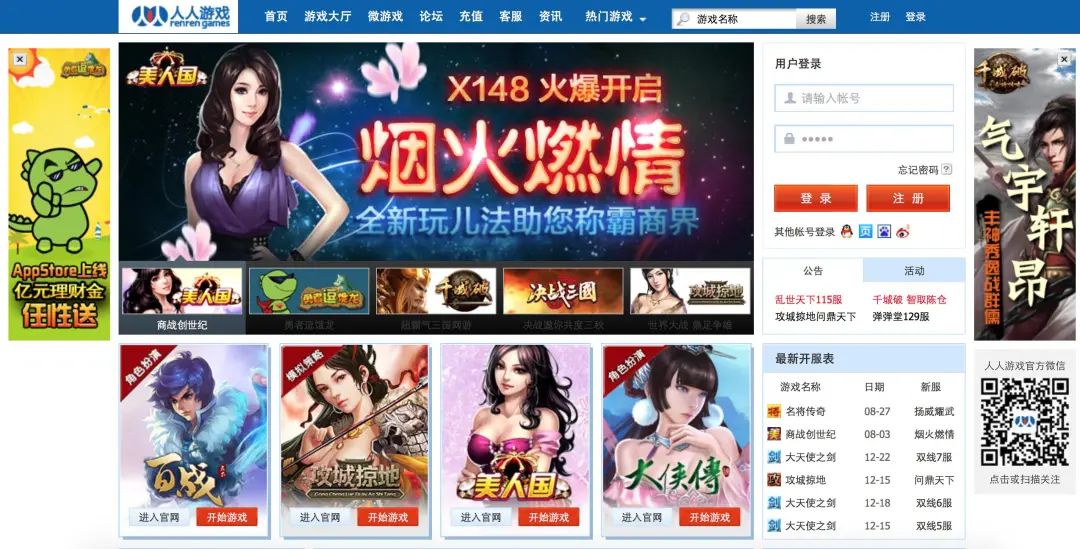 人人游戏
renren games
首页 游戏大厅 微游戏 论坛 充值 客服 资讯 热门游戏
游戏名称 搜索
注册 登录
AppStore上线
亿元理财金
任性送
美人国
X148 火爆开启
烟火燃情
全新玩儿法助您称霸商界
美人国
勇者逗恶龙
千城破
决战三国
攻城掠地
商战创世纪
勇者逗饿龙
超霸气三国网游
决战邀你共度三秋
世界大战 鼎足争雄
用户登录
请输入帐号
忘记密码 ?
登 录
注 册
其他帐号登录
公告 活动
乱世天下115服 千城破 智取陈仓
攻城掠地问鼎天下 弹弹堂129服
千城破
气宇轩昂
丰神秀逸战群儒
角色扮演
百战
进入官网 开始游戏
模拟策略
攻城掠地
Gong Cheng Lue Di
进入官网 开始游戏
美人国
进入官网 开始游戏
角色扮演
大侠傳
进入官网 开始游戏
最新开服表
游戏名称 日期 新服
名将传奇 08-27 扬威耀武
商战创世纪 08-03 烟火燃情
大天使之剑 12-22 双线7服
攻城掠地 12-15 问鼎天下
大天使之剑 12-18 双线6服
大天使之剑 12-15 双线5服
人人游戏官方微信
点击或扫描关注